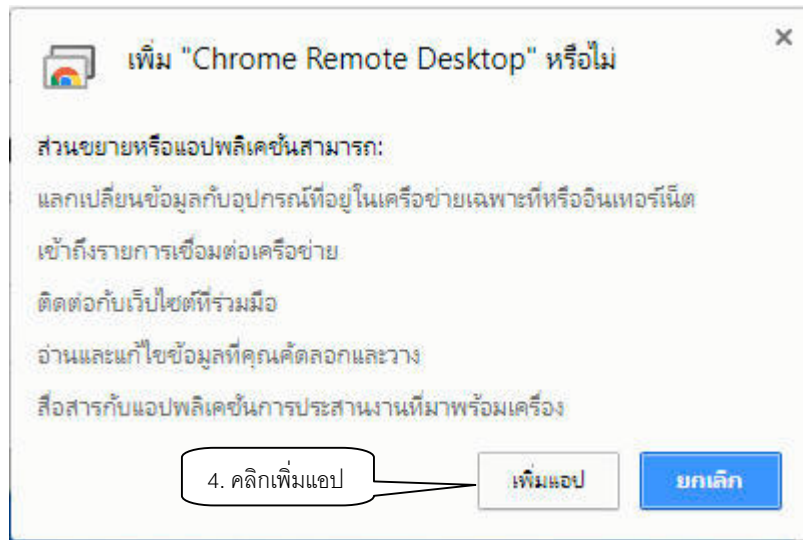 เพิ่ม "Chrome Remote Desktop" หรือไม่
ส่วนขยายหรือแอปพลิเคชันสามารถ:
แลกเปลี่ยนข้อมูลกับอุปกรณ์ที่อยู่ในเครือข่ายเฉพาะที่หรืออินเทอร์เน็ต
เข้าถึงรายการเชื่อมต่อเครือข่าย
ติดต่อกับเว็บไซต์ที่ร่วมมือ
อ่านและแก้ไขข้อมูลที่คุณคัดลอกและวาง
สื่อสารกับแอปพลิเคชันการประสานงานที่มาพร้อมเครื่อง
4. คลิกเพิ่มแอป
เพิ่มแอป
ยกเลิก